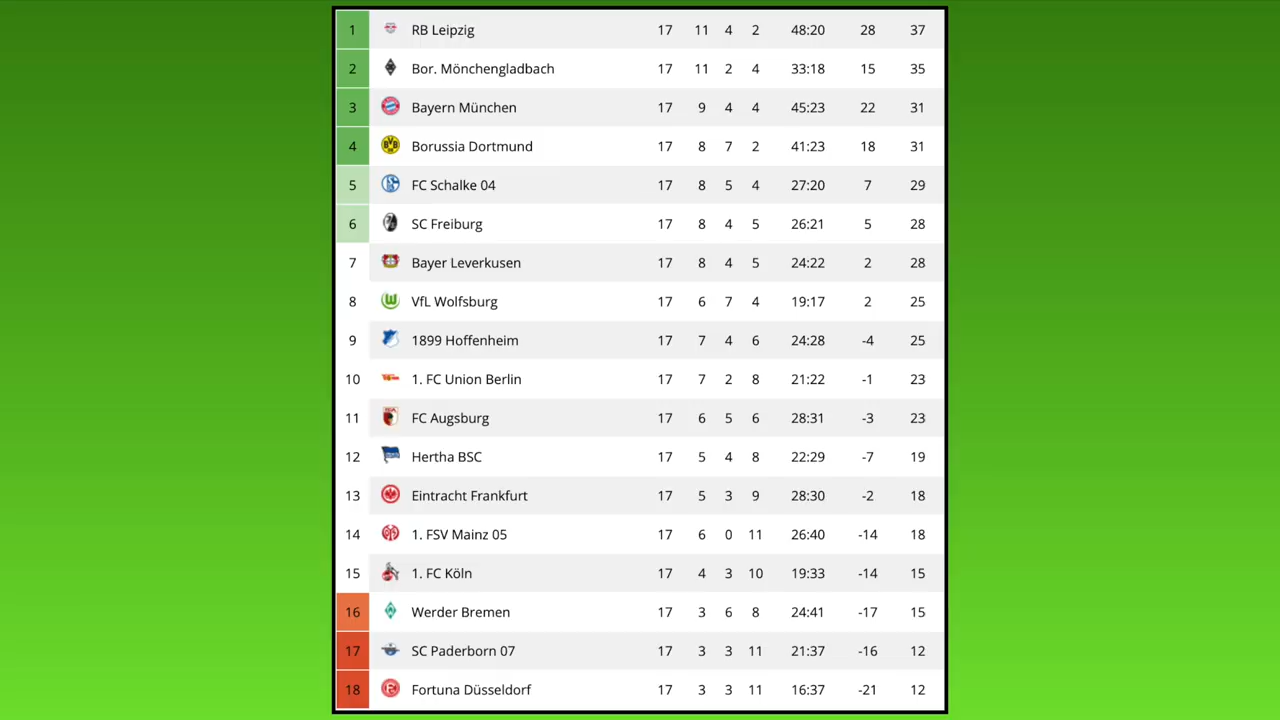 1 RB Leipzig 17 11 4 2 48:20 28 37
2 Bor. Mönchengladbach 17 11 2 4 33:18 15 35
3 Bayern München 17 9 4 4 45:23 22 31
4 Borussia Dortmund 17 8 7 2 41:23 18 31
5 FC Schalke 04 17 8 5 4 27:20 7 29
6 SC Freiburg 17 8 4 5 26:21 5 28
7 Bayer Leverkusen 17 8 4 5 24:22 2 28
8 VfL Wolfsburg 17 6 7 4 19:17 2 25
9 1899 Hoffenheim 17 7 4 6 24:28 -4 25
10 1. FC Union Berlin 17 7 2 8 21:22 -1 23
11 FC Augsburg 17 6 5 6 28:31 -3 23
12 Hertha BSC 17 5 4 8 22:29 -7 19
13 Eintracht Frankfurt 17 5 3 9 28:30 -2 18
14 1. FSV Mainz 05 17 6 0 11 26:40 -14 18
15 1. FC Köln 17 4 3 10 19:33 -14 15
16 Werder Bremen 17 3 6 8 24:41 -17 15
17 SC Paderborn 07 17 3 3 11 21:37 -16 12
18 Fortuna Düsseldorf 17 3 3 11 16:37 -21 12